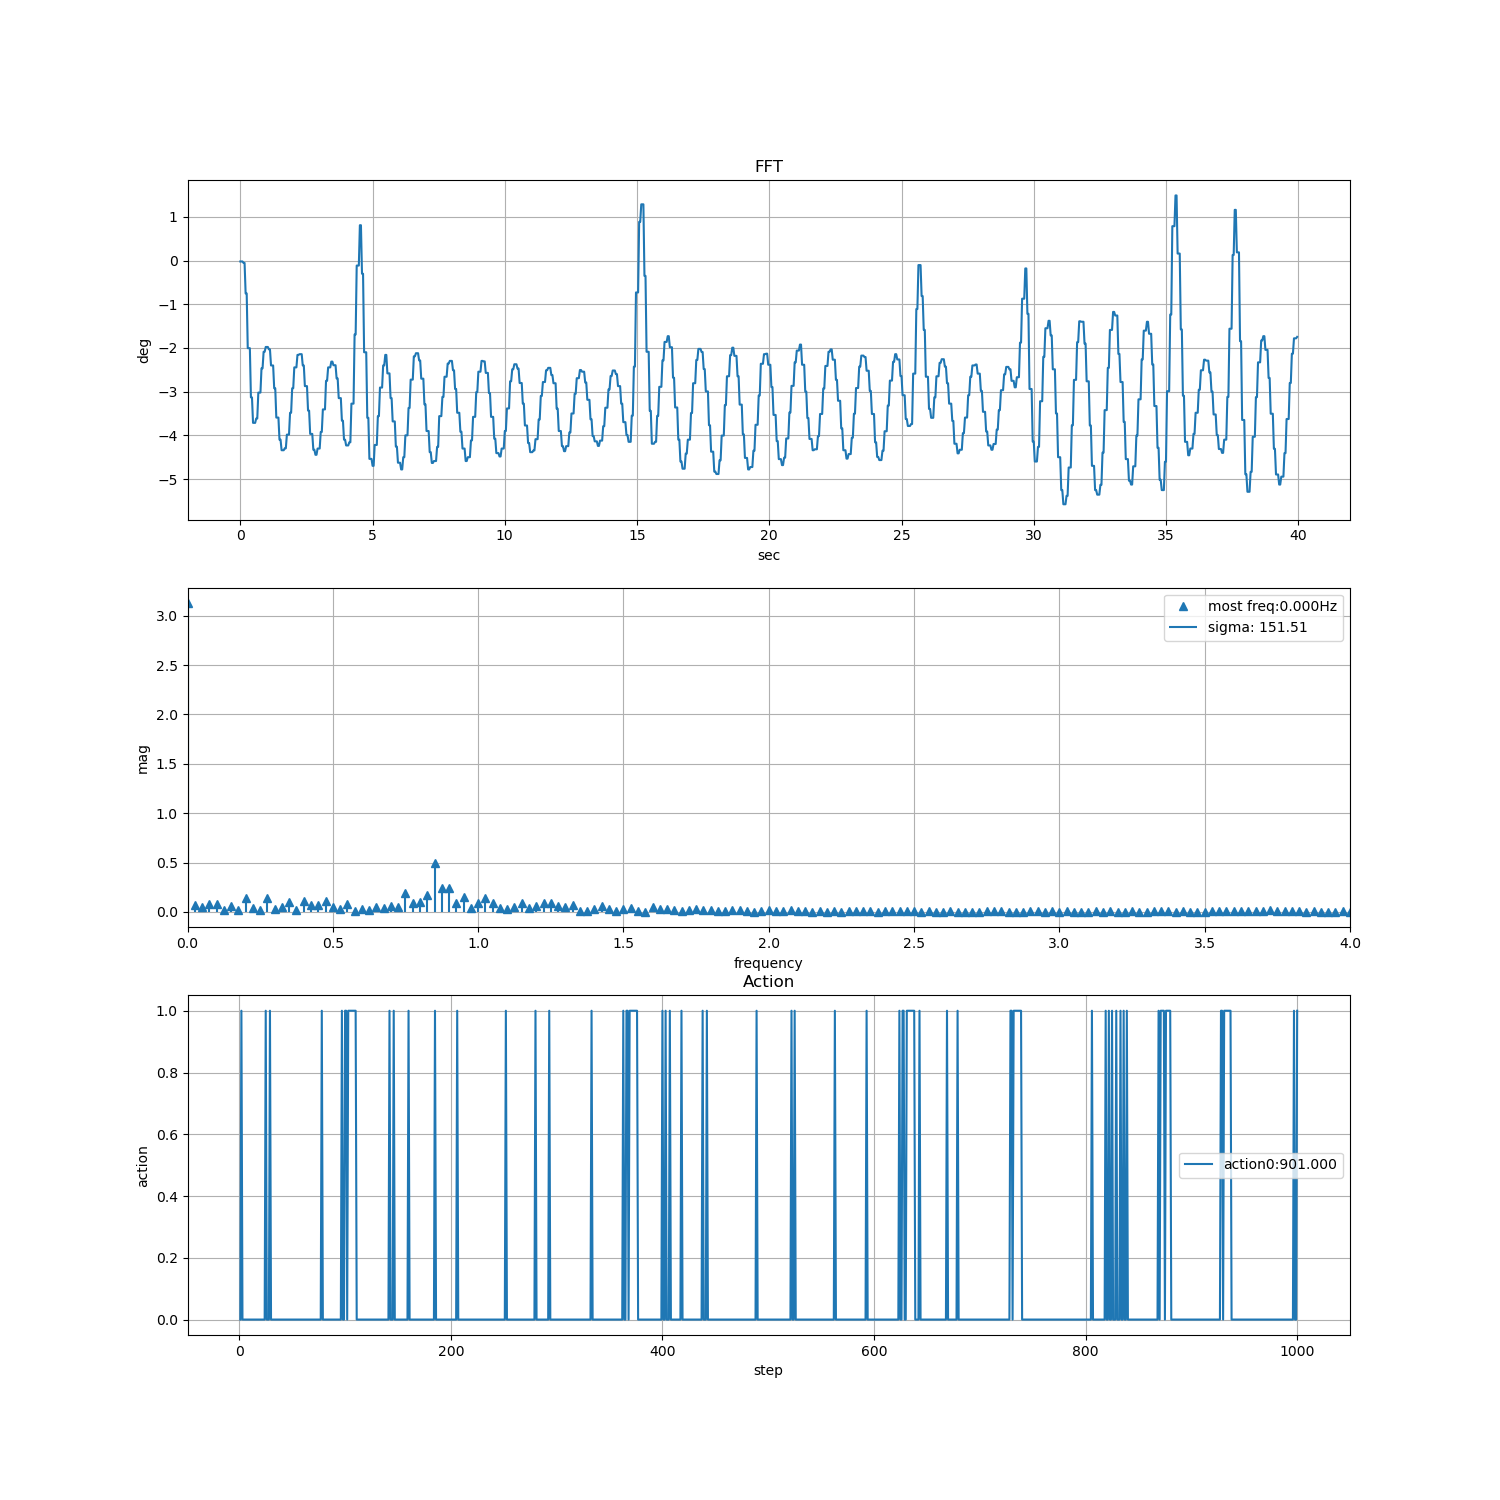 FFT
1
0
−1
−2
−3
−4
−5
deg
0 5 10 15 20 25 30 35 40
sec
3.0
2.5
2.0
1.5
1.0
0.5
0.0
mag
most freq:0.000Hz
sigma: 151.51
0.0 0.5 1.0 1.5 2.0 2.5 3.0 3.5 4.0
frequency
Action
1.0
0.8
0.6
0.4
0.2
0.0
action
action0:901.000
0 200 400 600 800 1000
step